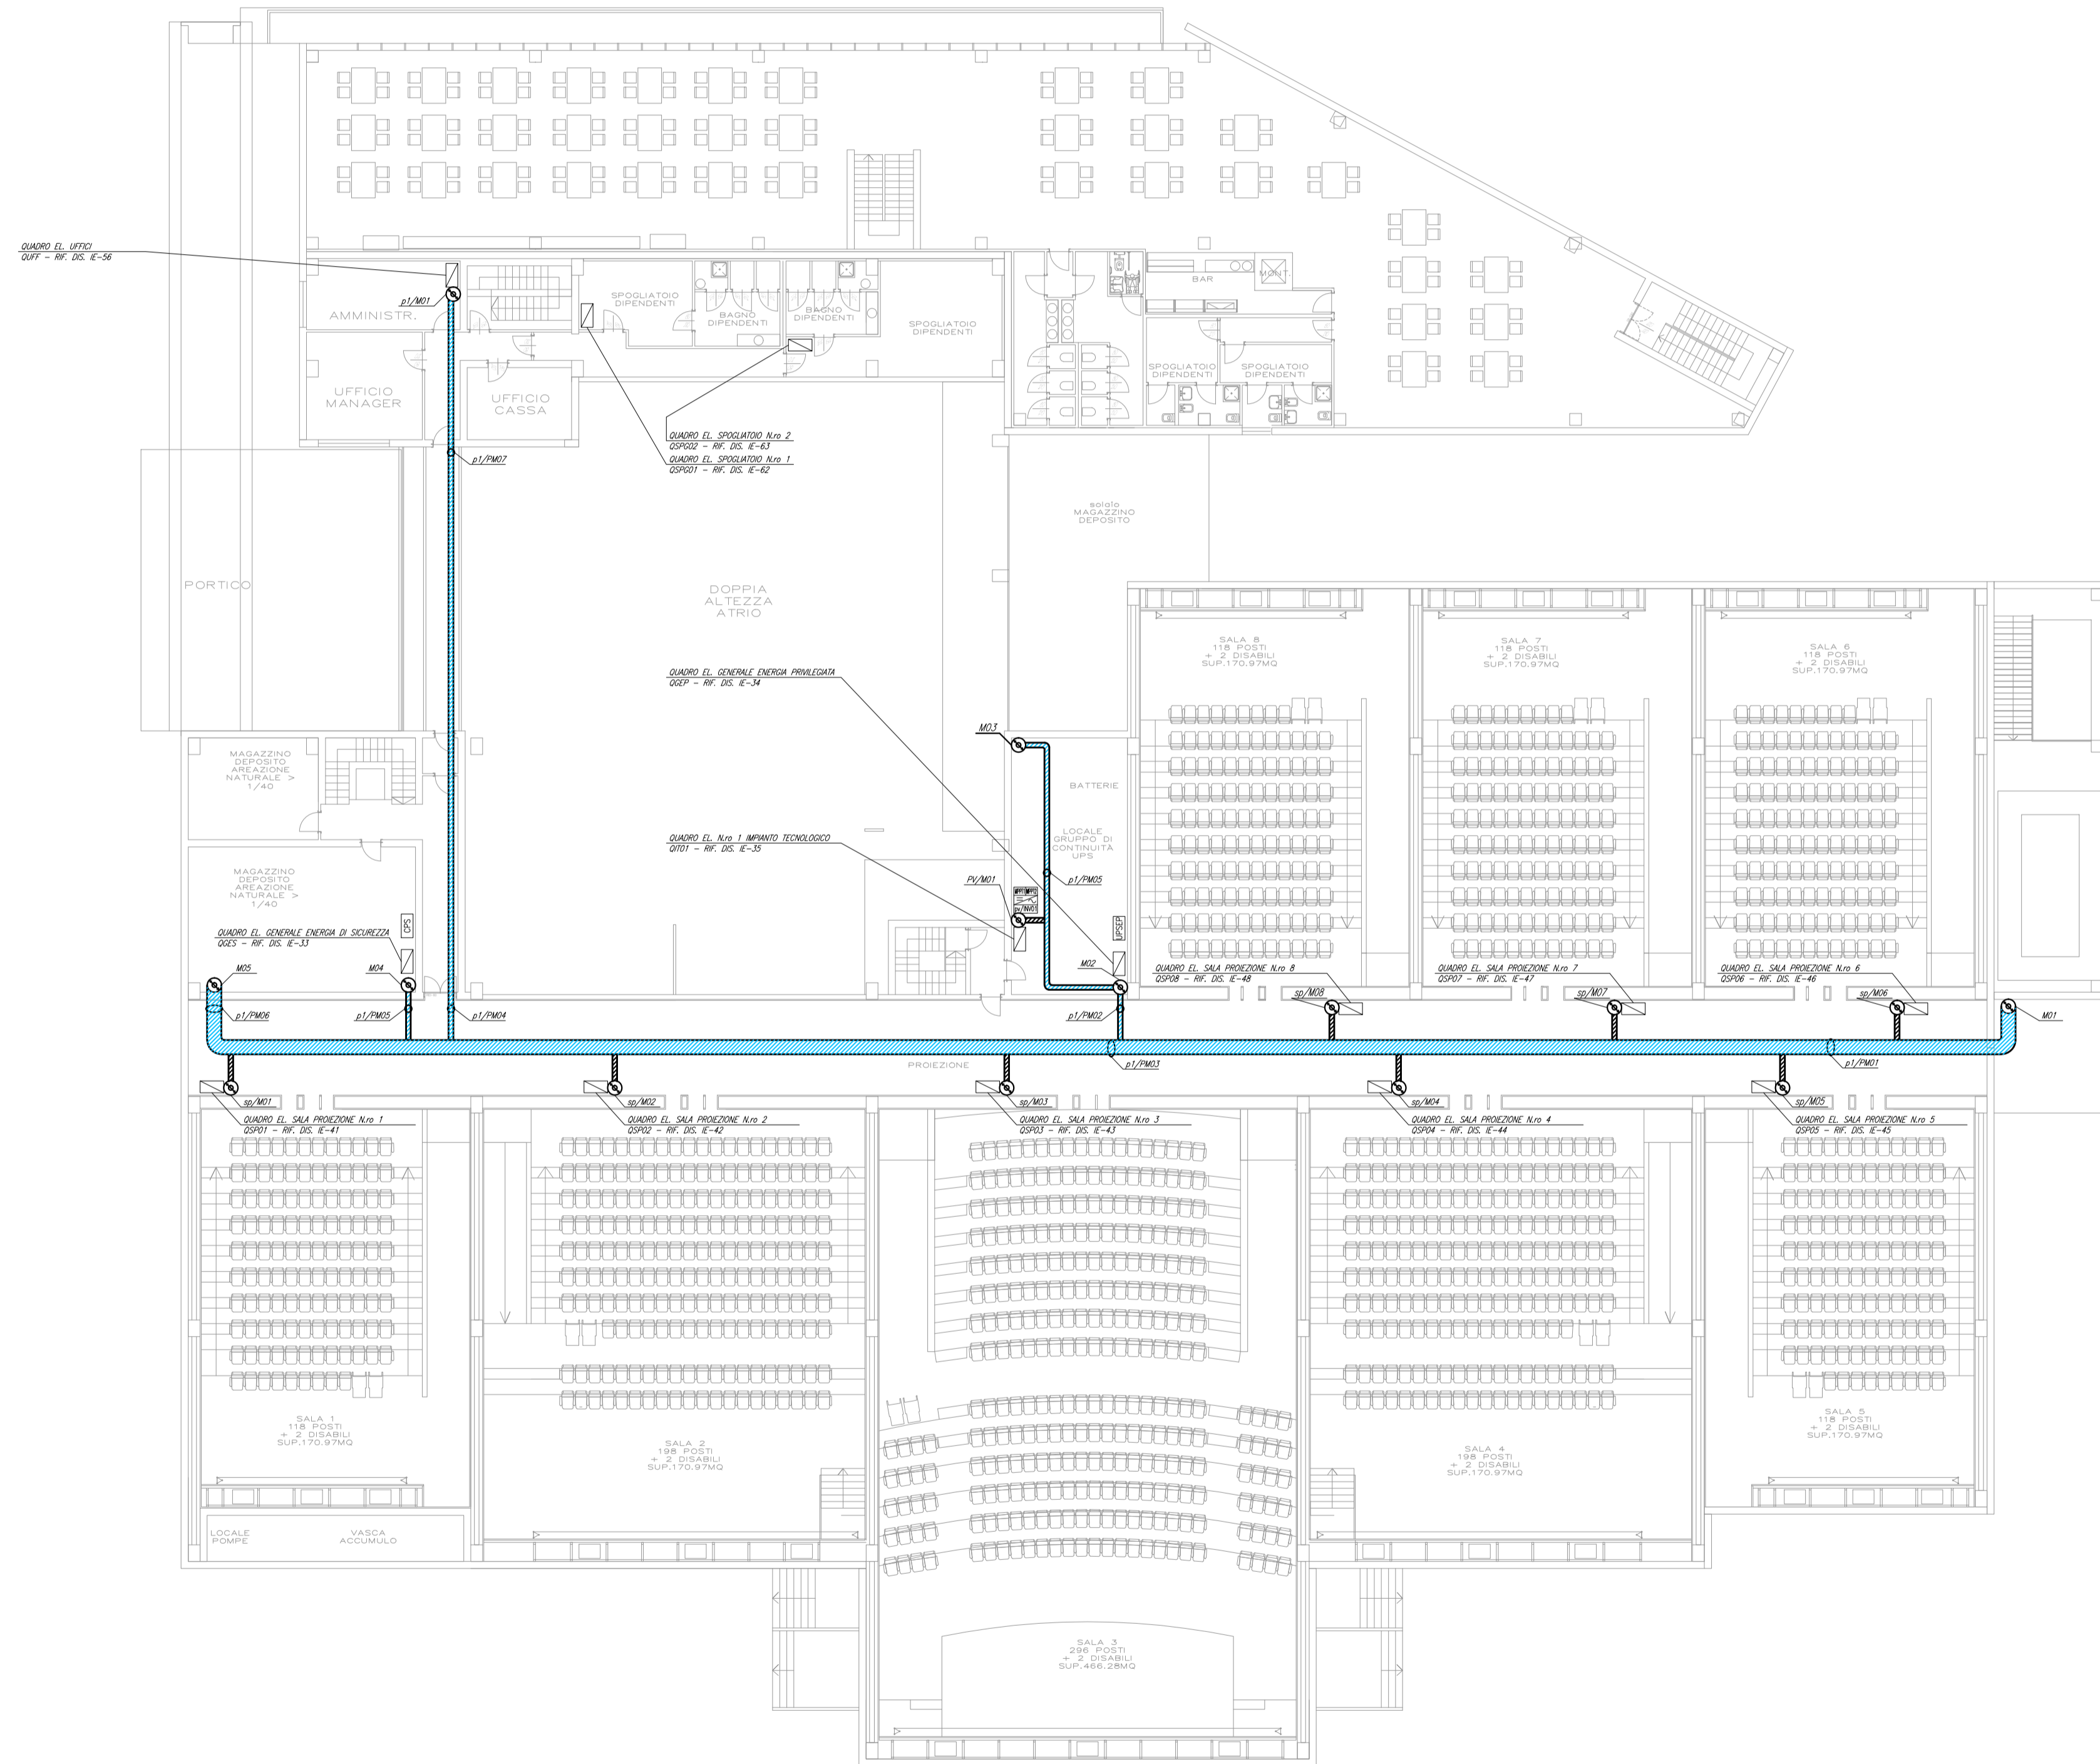 QUADRO EL. UFFICI
QUFF - RIF. DIS. IE-56
p1/M01
AMMINISTR.
SPOGLIATOIO
DIPENDENTI
BAGNO
DIPENDENTI
BAGNO
DIPENDENTI
SPOGLIATOIO
DIPENDENTI
BAR
MONT.
SPOGLIATOIO
DIPENDENTI
SPOGLIATOIO
DIPENDENTI
UFFICIO
MANAGER
UFFICIO
CASSA
QUADRO EL. SPOGLIATOIO N.ro 2
QSPG02 - RIF. DIS. IE-63
QUADRO EL. SPOGLIATOIO N.ro 1
QSPG01 - RIF. DIS. IE-62
p1/PM07
solaio
MAGAZZINO
DEPOSITO
PORTICO
DOPPIA
ALTEZZA
ATRIO
SALA 8
118 POSTI
+ 2 DISABILI
SUP.170.97MQ
SALA 7
118 POSTI
+ 2 DISABILI
SUP.170.97MQ
SALA 6
118 POSTI
+ 2 DISABILI
SUP.170.97MQ
QUADRO EL. GENERALE ENERGIA PRIVILEGIATA
QGEP - RIF. DIS. IE-34
M03
MAGAZZINO
DEPOSITO
AREAZIONE
NATURALE >
1/40
BATTERIE
LOCALE
GRUPPO DI
CONTINUITÀ
UPS
QUADRO EL. N.ro 1 IMPIANTO TECNOLOGICO
QIT01 - RIF. DIS. IE-35
MAGAZZINO
DEPOSITO
AREAZIONE
NATURALE >
1/40
PV/M01
p1/PM05
pv/INV01
CPS
UPSEP
QUADRO EL. GENERALE ENERGIA DI SICUREZZA
QGES - RIF. DIS. IE-33
M05
M04
M02
QUADRO EL. SALA PROIEZIONE N.ro 8
QSP08 - RIF. DIS. IE-48
QUADRO EL. SALA PROIEZIONE N.ro 7
QSP07 - RIF. DIS. IE-47
QUADRO EL. SALA PROIEZIONE N.ro 6
QSP06 - RIF. DIS. IE-46
sp/M08
sp/M07
sp/M06
M01
p1/PM06
p1/PM05
p1/PM04
p1/PM02
PROIEZIONE
p1/PM03
p1/PM01
sp/M01
sp/M02
sp/M03
sp/M04
sp/M05
QUADRO EL. SALA PROIEZIONE N.ro 1
QSP01 - RIF. DIS. IE-41
QUADRO EL. SALA PROIEZIONE N.ro 2
QSP02 - RIF. DIS. IE-42
QUADRO EL. SALA PROIEZIONE N.ro 3
QSP03 - RIF. DIS. IE-43
QUADRO EL. SALA PROIEZIONE N.ro 4
QSP04 - RIF. DIS. IE-44
QUADRO EL. SALA PROIEZIONE N.ro 5
QSP05 - RIF. DIS. IE-45
SALA 1
118 POSTI
+ 2 DISABILI
SUP.170.97MQ
SALA 2
198 POSTI
+ 2 DISABILI
SUP.170.97MQ
SALA 4
198 POSTI
+ 2 DISABILI
SUP.170.97MQ
SALA 5
118 POSTI
+ 2 DISABILI
SUP.170.97MQ
LOCALE
POMPE
VASCA
ACCUMULO
SALA 3
296 POSTI
+ 2 DISABILI
SUP.466.28MQ